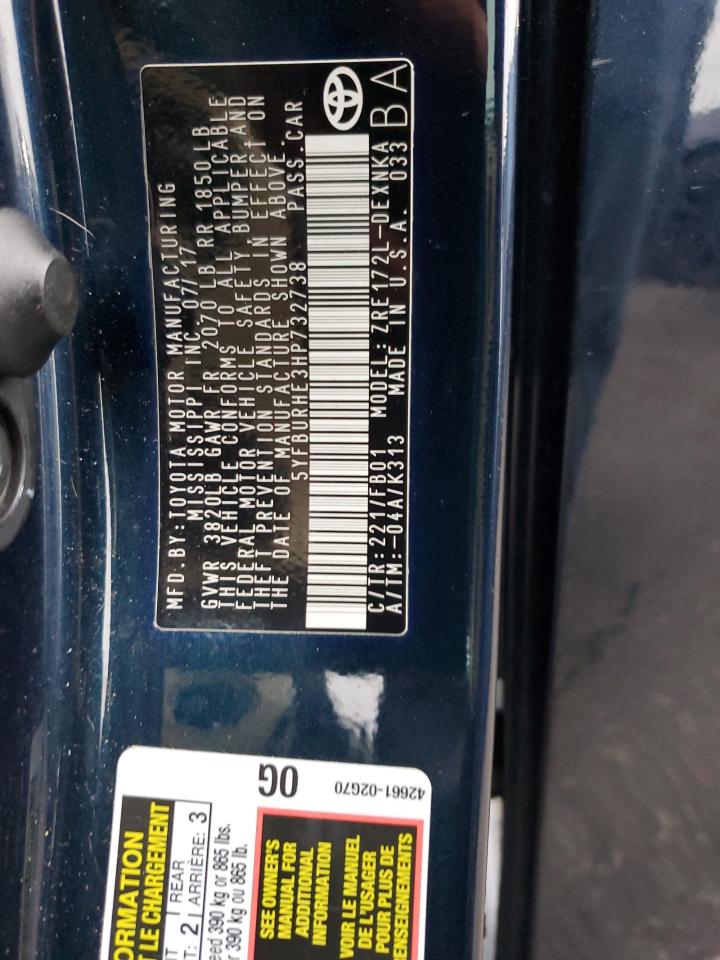 MFD.BY:TOYOTA MOTOR MANUFACTURING
MISSISSIPPI INC 07/17
GVWR 3820LB GAWR FR 2070 LB RR 1850 LB
THIS VEHICLE CONFORMS TO ALL APPLICABLE
FEDERAL MOTOR VEHICLE SAFETY, BUMPER, AND
THEFT PREVENTION STANDARDS IN EFFECT ON
THE DATE OF MANUFACTURE SHOWN ABOVE.
5YFBURHE3HP732738 PASS.CAR
C/TR:221/FB01 MODEL:ZRE172L-DEXNKA
A/TM:-04A/K313 MADE IN U.S.A. 033
BA
0G
42661-02G70
ORMATION
T LE CHARGEMENT
T: 2 REAR
ARRIÈRE: 3
eed 390 kg or 865 lbs.
r 390 kg ou 865 lb.
SEE OWNER'S
MANUAL FOR
ADDITIONAL
INFORMATION
VOIR LE MANUEL
DE L'USAGER
POUR PLUS DE
RENSEIGNEMENTS